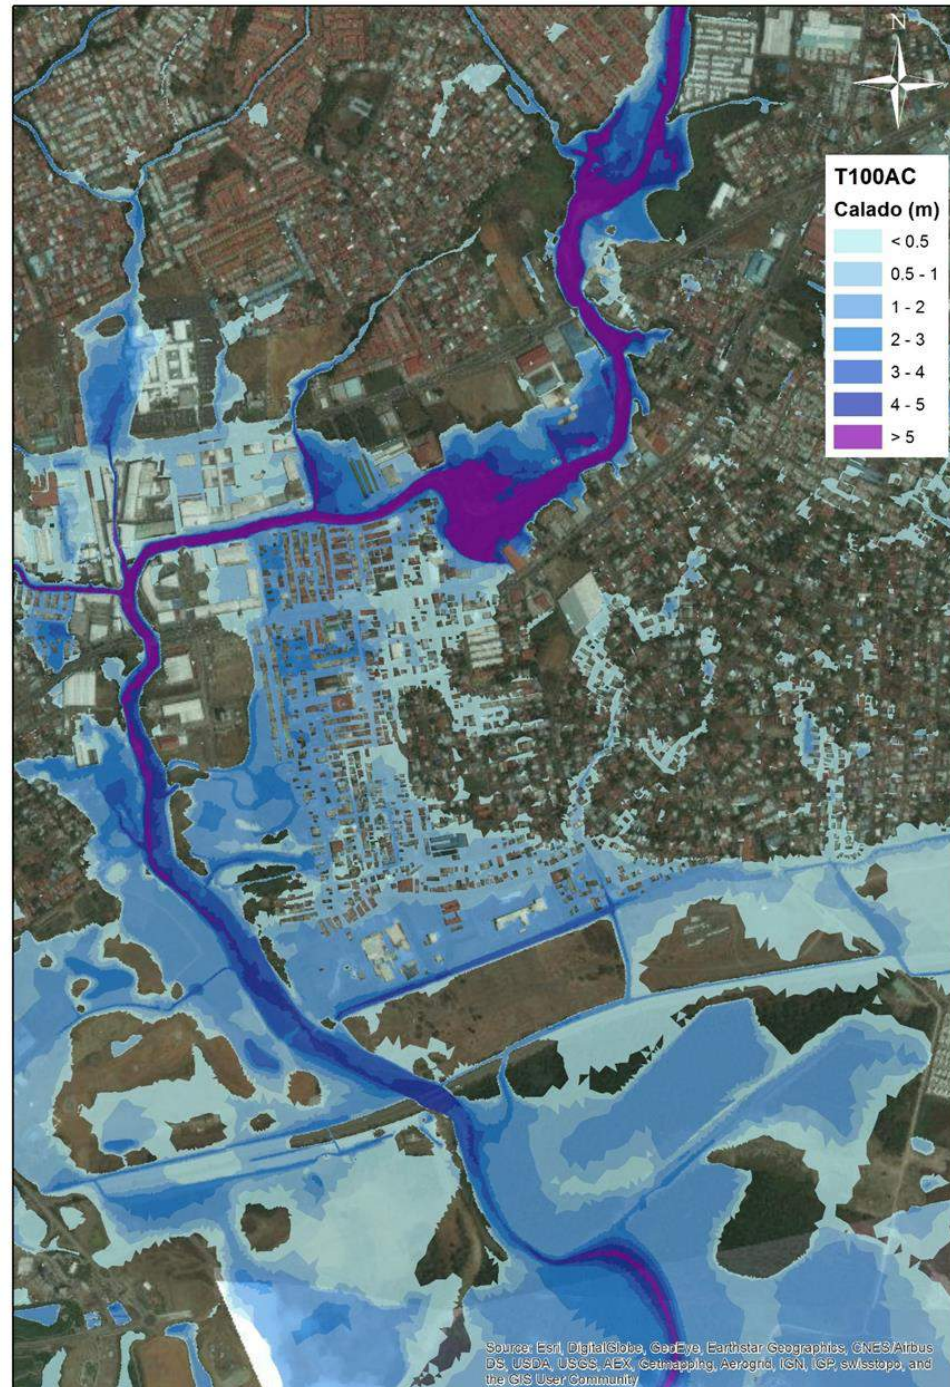 N
T100AC
Calado (m)
< 0.5
0.5 - 1
1 - 2
2 - 3
3 - 4
4 - 5
> 5
Source: Esri, DigitalGlobe, GeoEye, Earthstar Geographics, CNES/Airbus
DS, USDA, USGS, AEX, Getmapping, Aerogrid, IGN, IGP, swisstopo, and
the GIS User Community